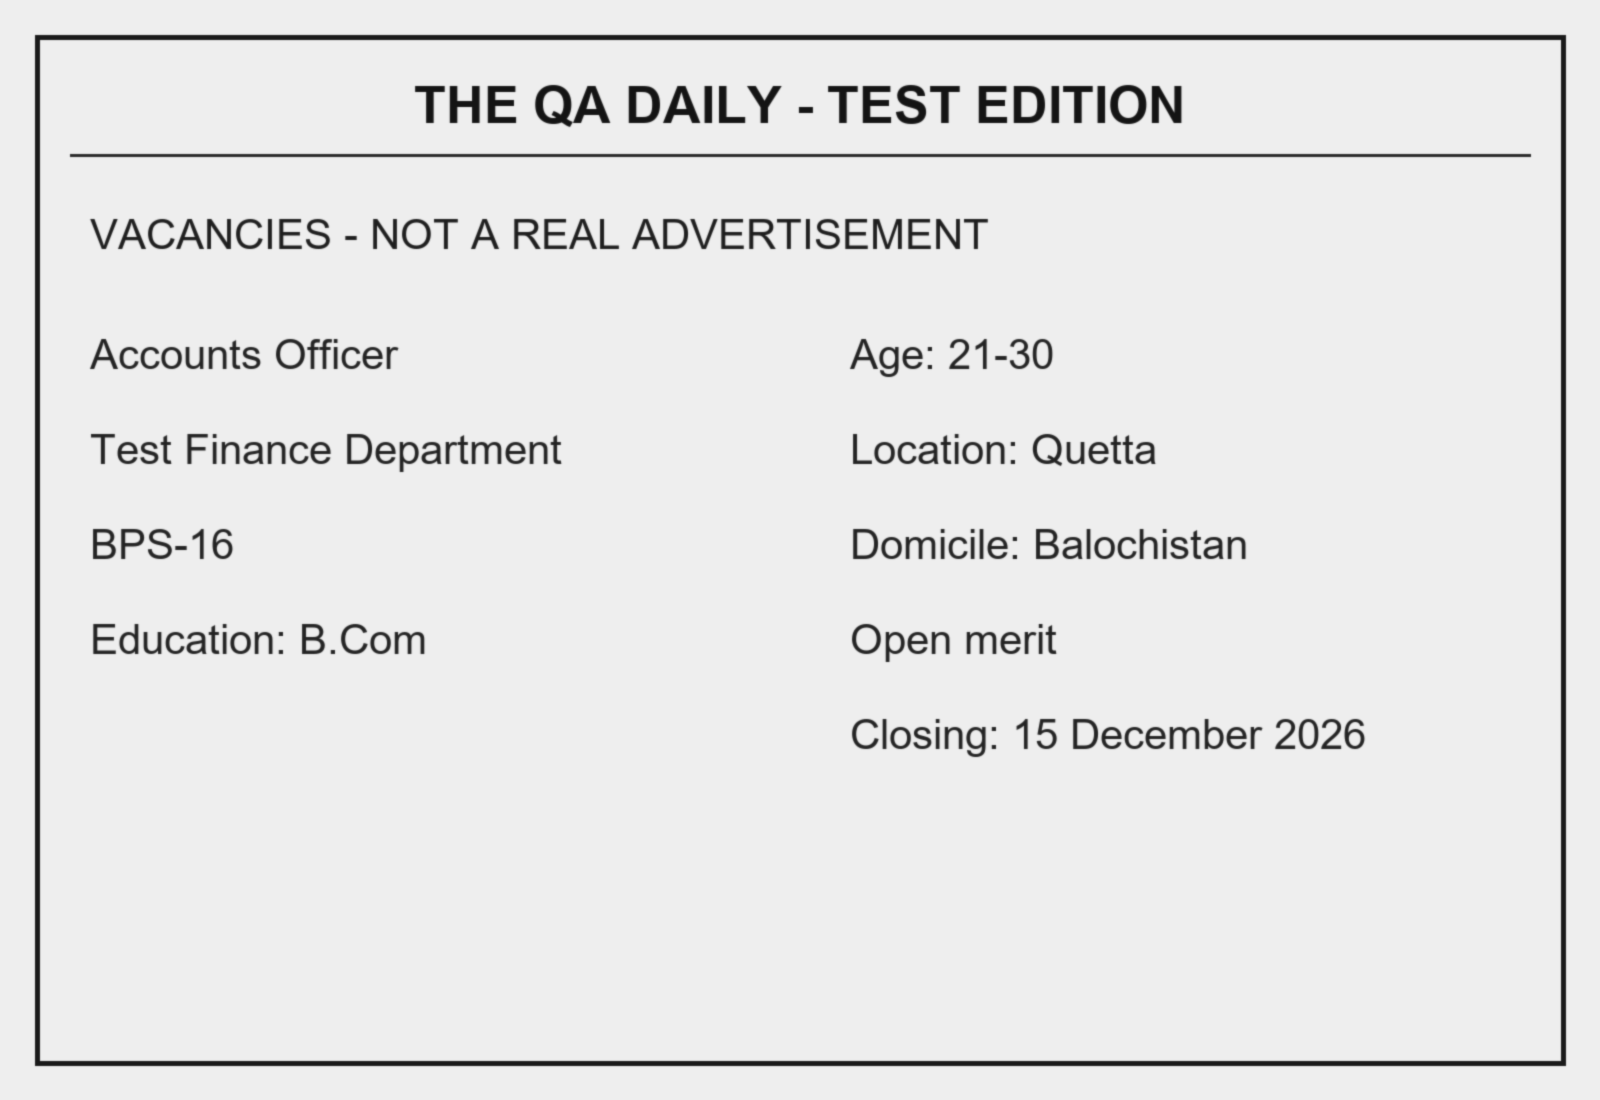 THE QA DAILY - TEST EDITION
VACANCIES - NOT A REAL ADVERTISEMENT
Accounts Officer
Test Finance Department
BPS-16
Education: B.Com
Age: 21-30
Location: Quetta
Domicile: Balochistan
Open merit
Closing: 15 December 2026